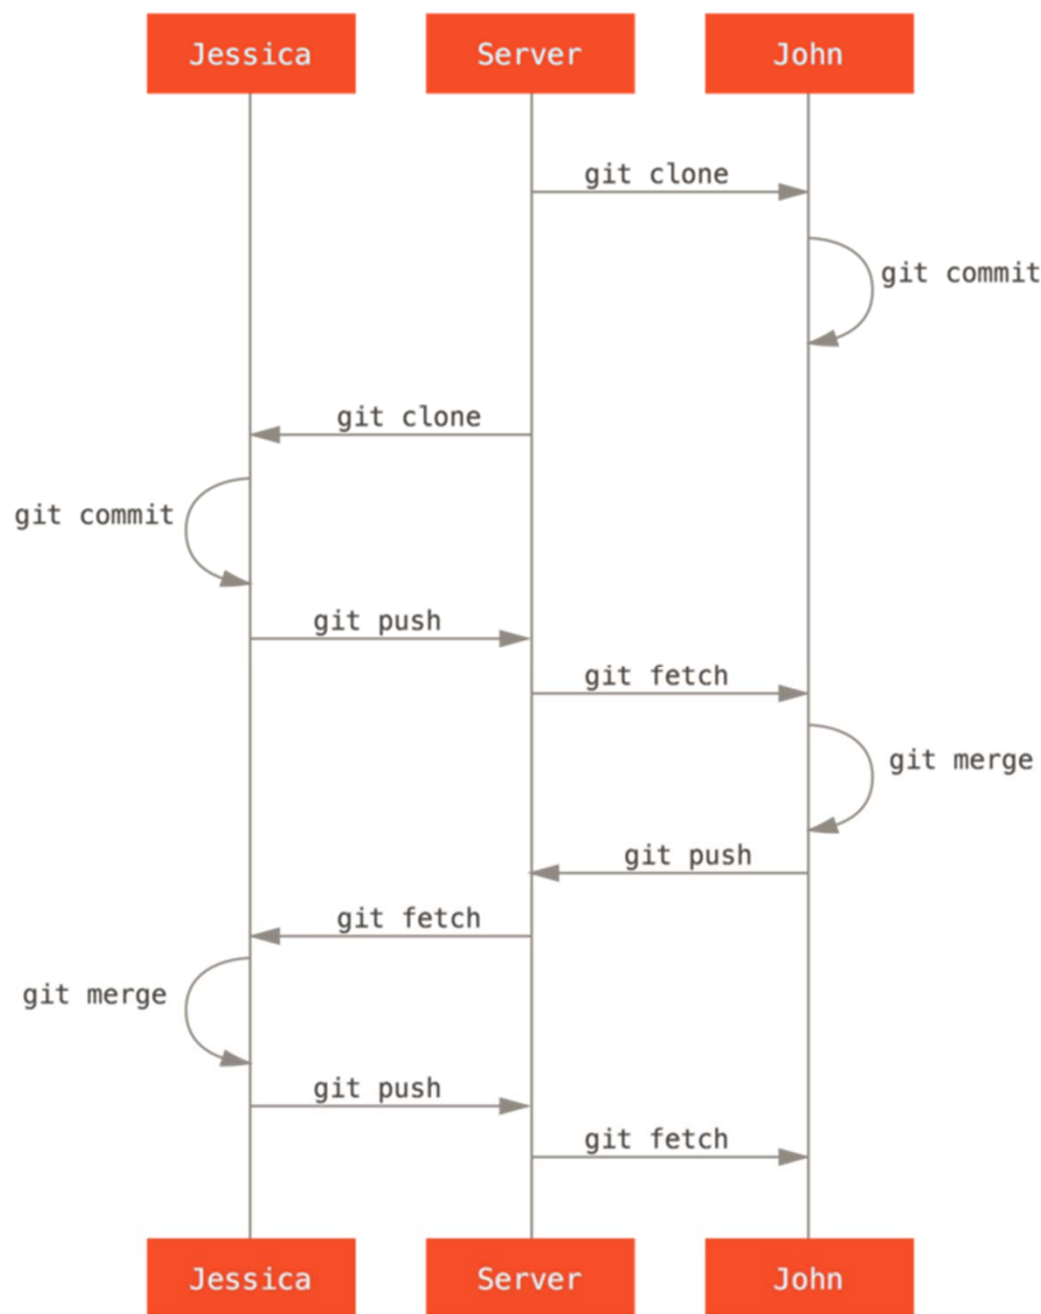 Jessica Server John
git clone
git commit
git clone
git commit
git push
git fetch
git merge
git push
git fetch
git merge
git push
git fetch
Jessica Server John